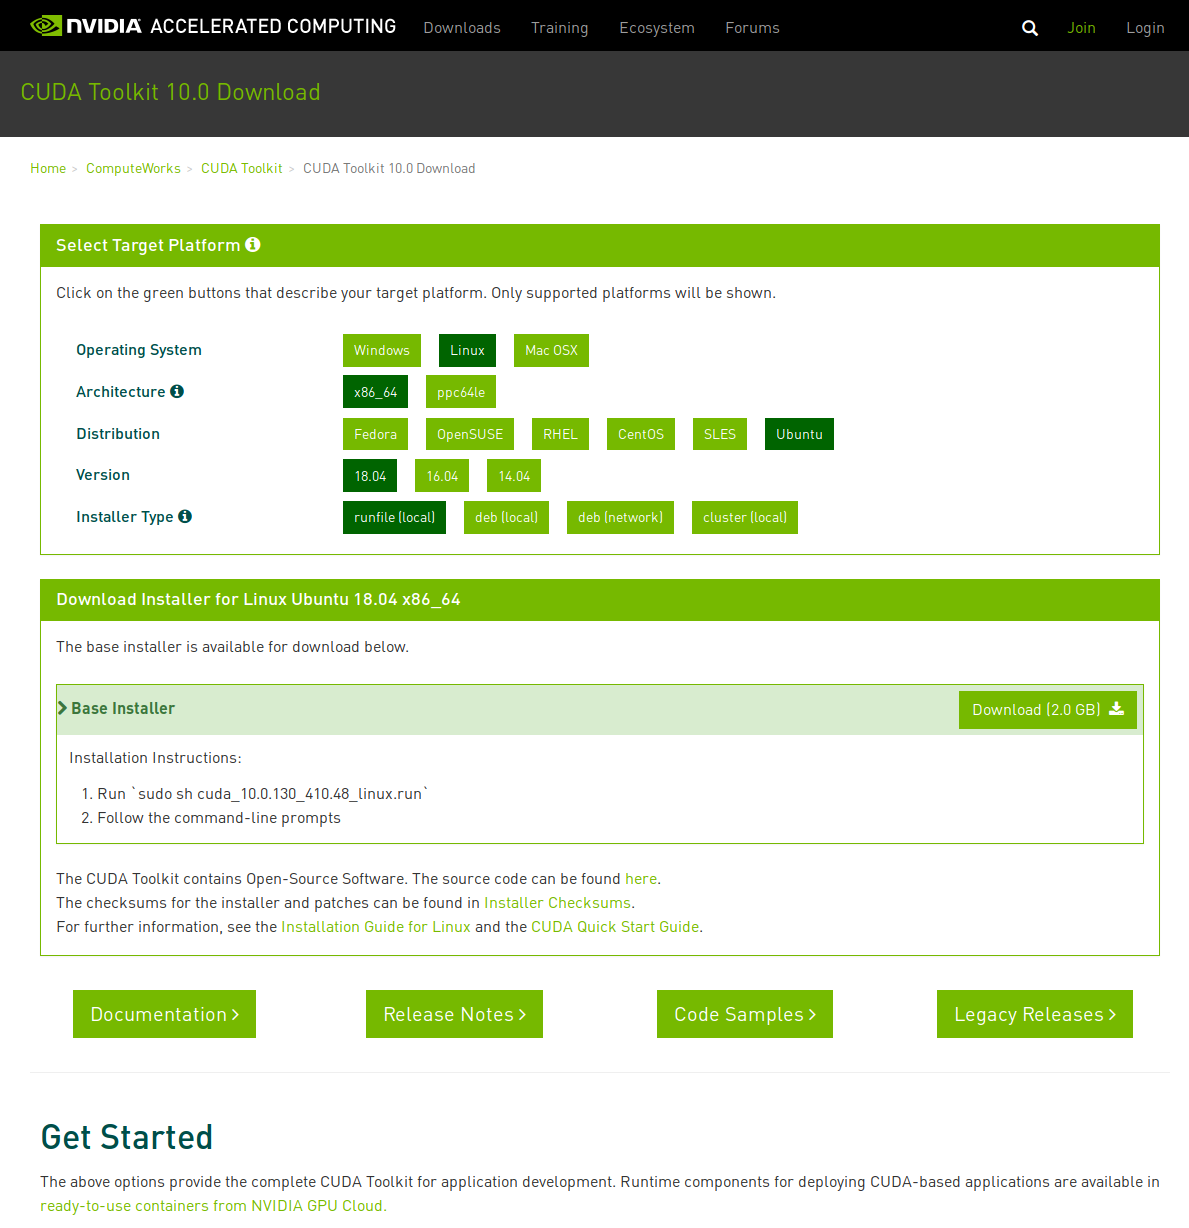 NVIDIA ACCELERATED COMPUTING Downloads Training Ecosystem Forums Join Login
CUDA Toolkit 10.0 Download
Home > ComputeWorks > CUDA Toolkit > CUDA Toolkit 10.0 Download
Select Target Platform
Click on the green buttons that describe your target platform. Only supported platforms will be shown.
Operating System Windows Linux Mac OSX
Architecture x86_64 ppc64le
Distribution Fedora OpenSUSE RHEL CentOS SLES Ubuntu
Version 18.04 16.04 14.04
Installer Type runfile (local) deb (local) deb (network) cluster (local)
Download Installer for Linux Ubuntu 18.04 x86_64
The base installer is available for download below.
Base Installer Download (2.0 GB)
Installation Instructions:
1. Run `sudo sh cuda_10.0.130_410.48_linux.run`
2. Follow the command-line prompts
The CUDA Toolkit contains Open-Source Software. The source code can be found here.
The checksums for the installer and patches can be found in Installer Checksums.
For further information, see the Installation Guide for Linux and the CUDA Quick Start Guide.
Documentation > Release Notes > Code Samples > Legacy Releases >
Get Started
The above options provide the complete CUDA Toolkit for application development. Runtime components for deploying CUDA-based applications are available in
ready-to-use containers from NVIDIA GPU Cloud.